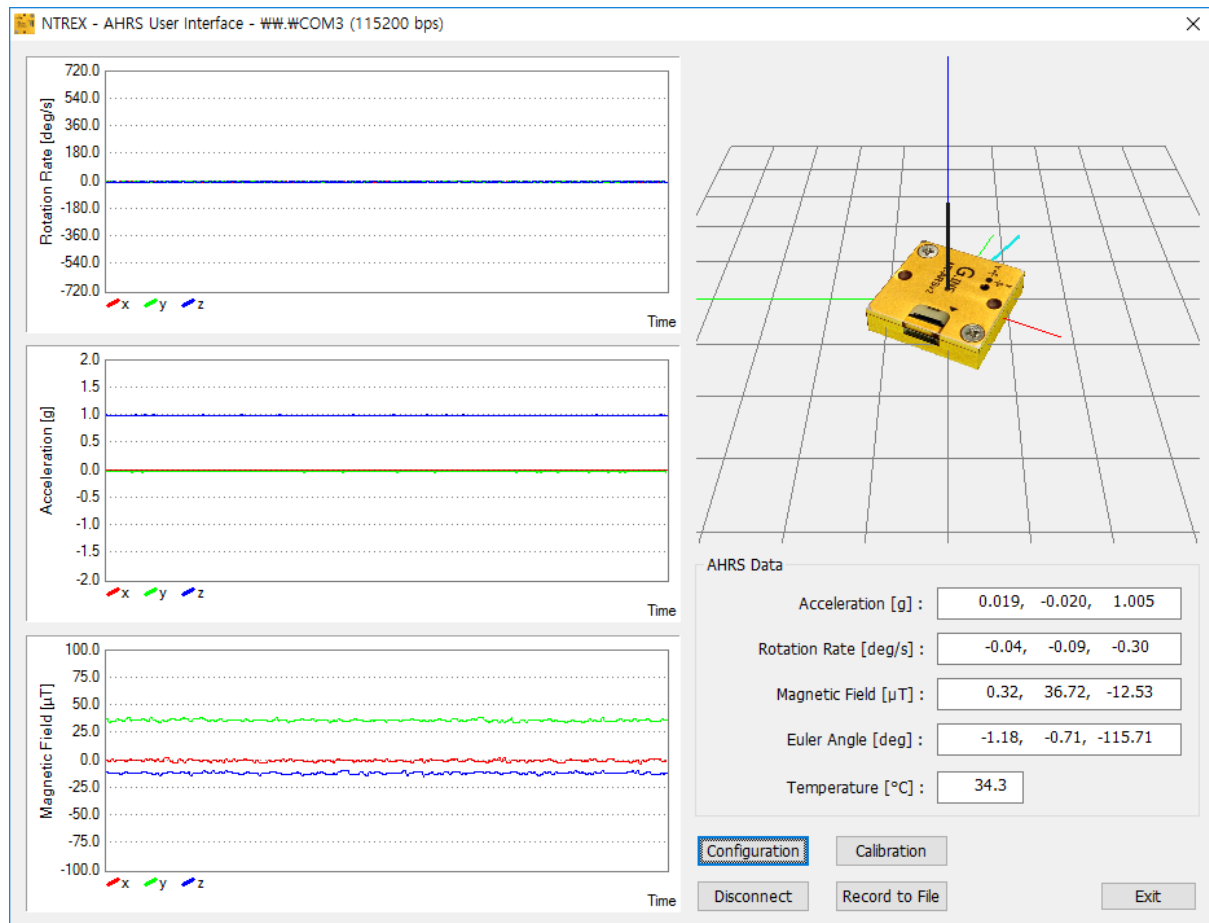 NTREX - AHRS User Interface - ₩₩.₩COM3 (115200 bps)
Rotation Rate [deg/s]
720.0
540.0
360.0
180.0
0.0
-180.0
-360.0
-540.0
-720.0
x y z
Time
Acceleration [g]
2.0
1.5
1.0
0.5
0.0
-0.5
-1.0
-1.5
-2.0
x y z
Time
Magnetic Field [µT]
100.0
75.0
50.0
25.0
0.0
-25.0
-50.0
-75.0
-100.0
x y z
Time
AHRS Data
Acceleration [g] : 0.019, -0.020, 1.005
Rotation Rate [deg/s] : -0.04, -0.09, -0.30
Magnetic Field [µT] : 0.32, 36.72, -12.53
Euler Angle [deg] : -1.18, -0.71, -115.71
Temperature [°C] : 34.3
Configuration Calibration
Disconnect Record to File Exit